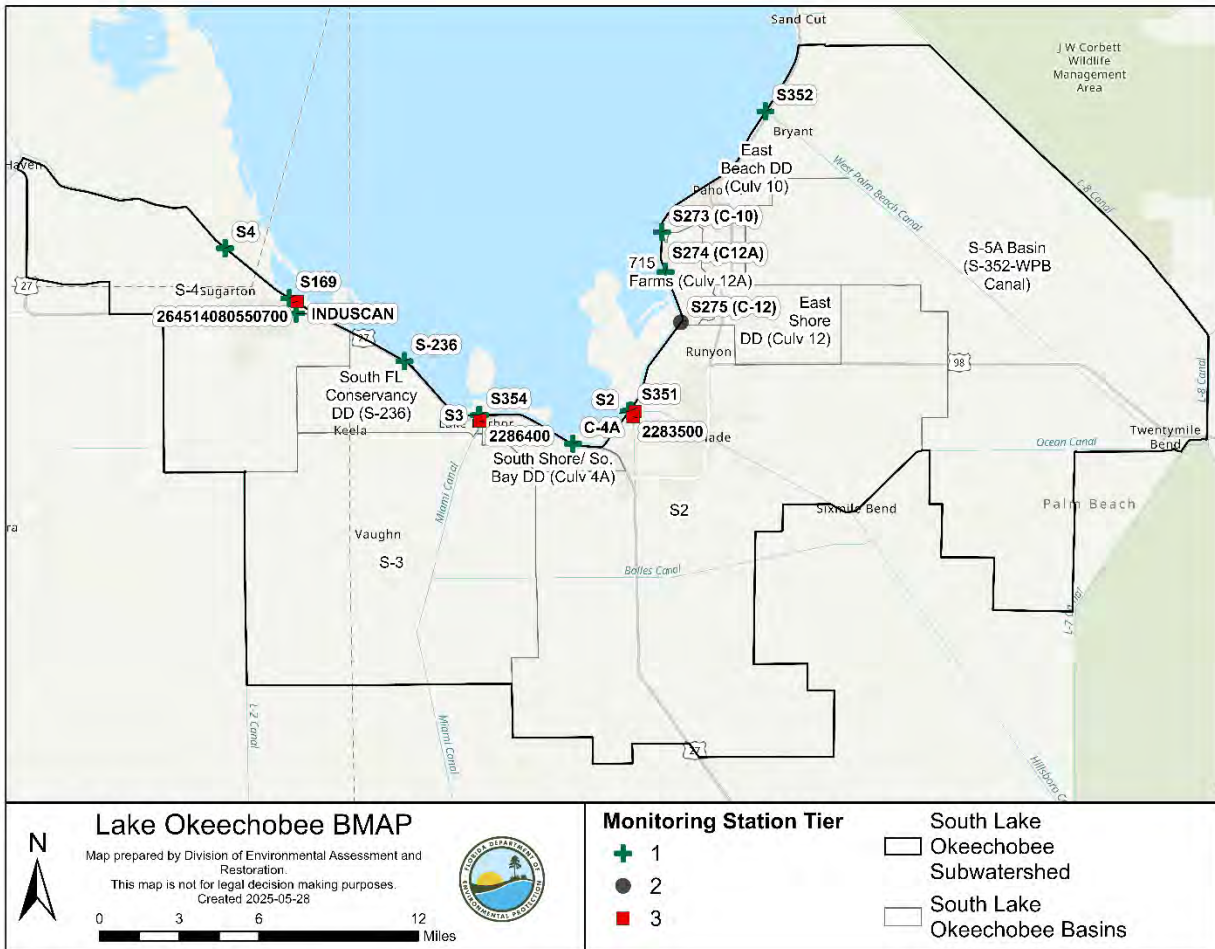 Sand Cut
J W Corbett
Wildlife
Management
Area
S352
Bryant
East
Beach DD
(Culv 10)
West Palm Beach Canal
L-8 Canal
S273 (C-10)
S4
S274 (C12A)
715
Farms (Culv 12A)
S-5A Basin
(S-352-WPB
Canal)
27
S-4
Sugarton
S169
264514080550700
INDUSCAN
S275 (C-12)
East
Shore
DD (Culv 12)
27
Runyon
98
L-8 Canal
S-236
South FL
Conservancy
DD (S-236)
Keela
S354
S3
2286400
S2
S351
C-4A
2283500
South Shore/ So.
Bay DD (Culv 4A)
Twentymile
Bend
Ocean Canal
Miami Canal
S2
Sixmile Bend
Palm Beach
Vaughn
S-3
Bolles Canal
L-2 Canal
Miami Canal
27
Lake Okeechobee BMAP
Map prepared by Division of Environmental Assessment and
Restoration.
This map is not for legal decision making purposes.
Created 2025-05-28
N
0 3 6 12
Miles
FLORIDA DEPARTMENT OF
ENVIRONMENTAL PROTECTION
Monitoring Station Tier
1
2
3
South Lake
Okeechobee
Subwatershed
South Lake
Okeechobee Basins